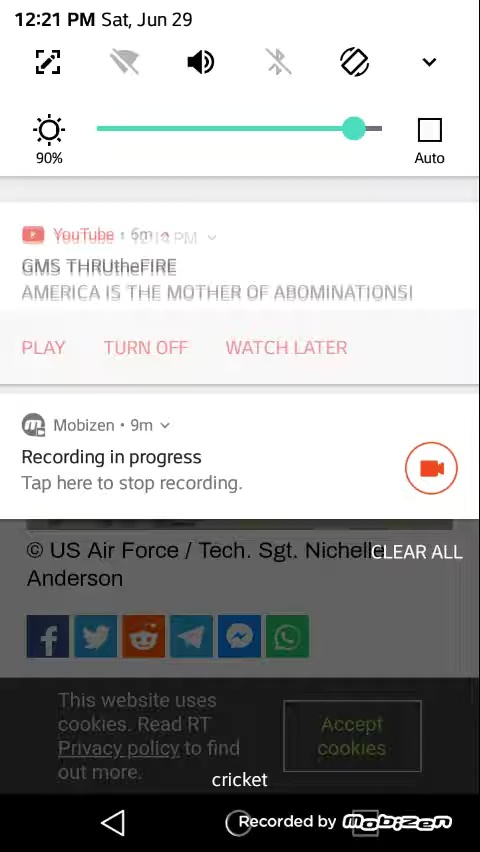 12:21 PM Sat, Jun 29
90%
Auto
YouTube • 6m
GMS THRUtheFIRE
AMERICA IS THE MOTHER OF ABOMINATIONS!
PLAY TURN OFF WATCH LATER
Mobizen • 9m
Recording in progress
Tap here to stop recording.
© US Air Force / Tech. Sgt. Nichelle
Anderson
CLEAR ALL
This website uses
cookies. Read RT
Privacy policy to find
out more.
Accept
cookies
cricket
Recorded by Mobizen